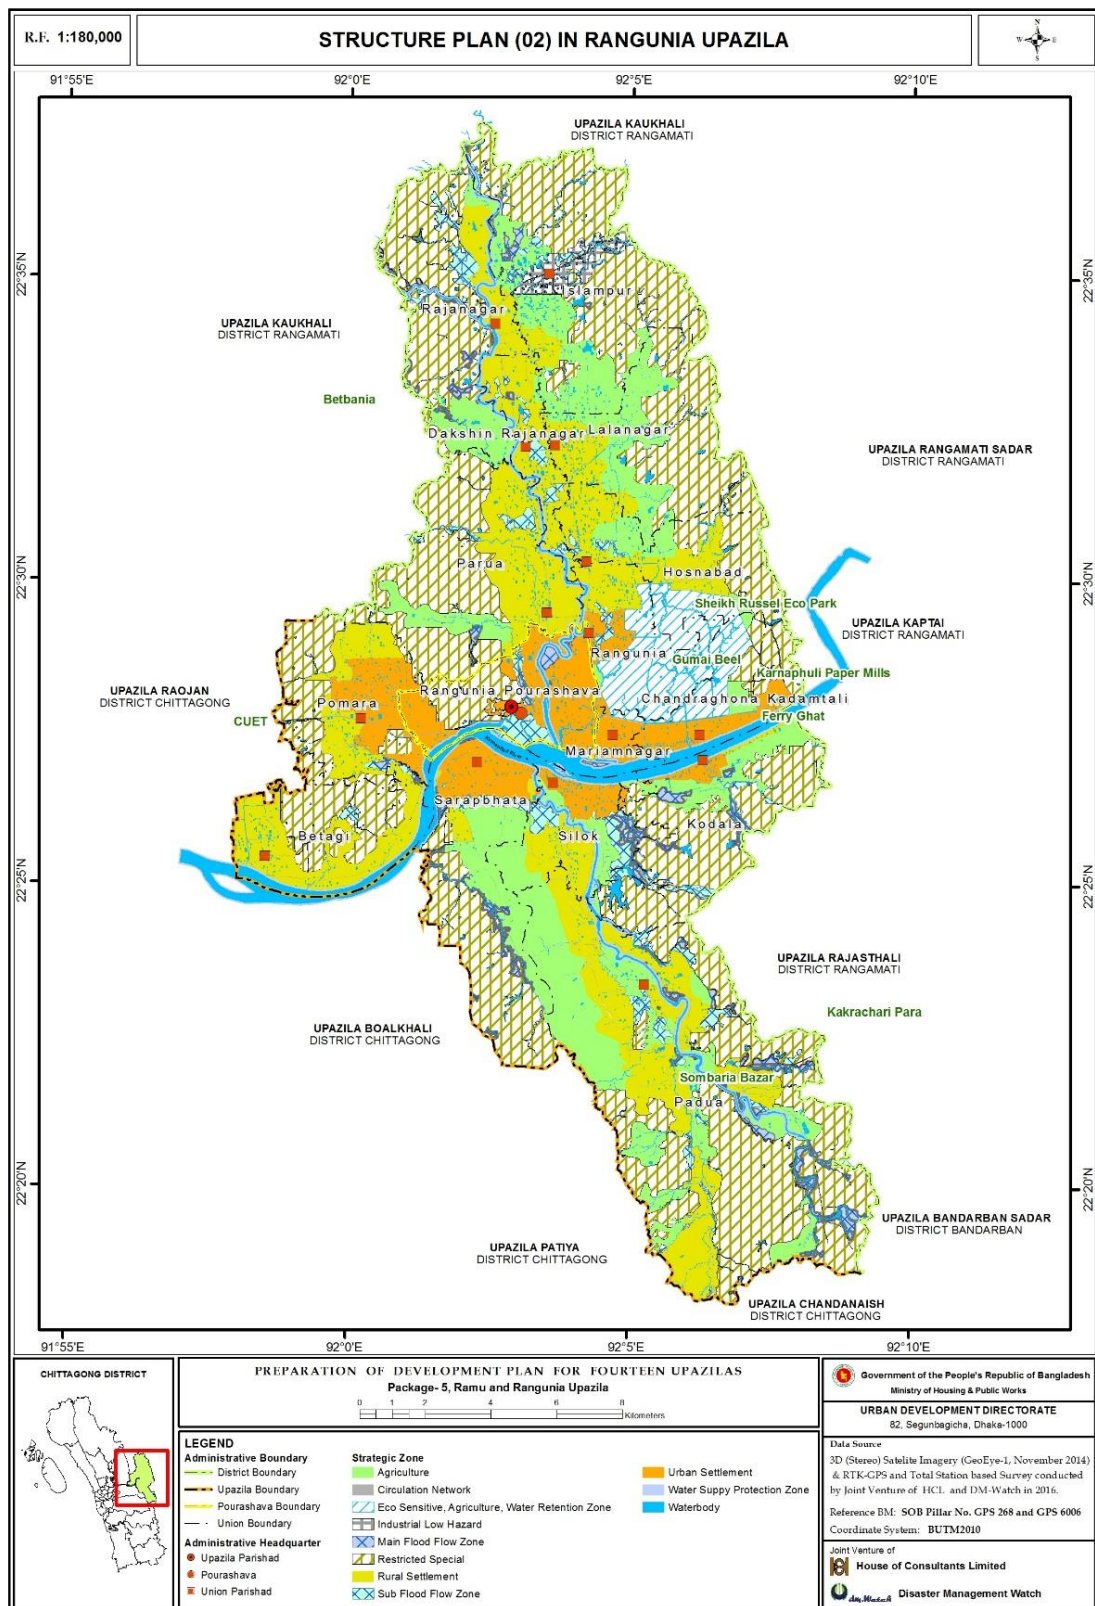 R.F. 1:180,000
STRUCTURE PLAN (02) IN RANGUNIA UPAZILA
N
W E
S
91°55'E 92°0'E 92°5'E 92°10'E
UPAZILA KAUKHALI
DISTRICT RANGAMATI
22°35'N 22°35'N
Islampur
Rajanagar
UPAZILA KAUKHALI
DISTRICT RANGAMATI
Betbania
Dakshin Rajanagar Lalanagar
UPAZILA RANGAMATI SADAR
DISTRICT RANGAMATI
Parua
Hosnabad
22°30'N 22°30'N
Sheikh Russel Eco Park
UPAZILA KAPTAI
DISTRICT RANGAMATI
Rangunia
Gumai Beel
Karnaphuli Paper Mills
UPAZILA RAOJAN
DISTRICT CHITTAGONG
Rangunia Pourashava
Pomara
Chandraghona Kadamtali
CUET
Ferry Ghat
Mariamnagar
Sarapbhata
Kodala
Betagi
Silok
22°25'N 22°25'N
UPAZILA RAJASTHALI
DISTRICT RANGAMATI
Kakrachari Para
UPAZILA BOALKHALI
DISTRICT CHITTAGONG
Sombaria Bazar
Padua
22°20'N 22°20'N
UPAZILA BANDARBAN SADAR
DISTRICT BANDARBAN
UPAZILA PATIYA
DISTRICT CHITTAGONG
UPAZILA CHANDANAISH
DISTRICT CHITTAGONG
91°55'E 92°0'E 92°5'E 92°10'E
CHITTAGONG DISTRICT
PREPARATION OF DEVELOPMENT PLAN FOR FOURTEEN UPAZILAS
Package- 5, Ramu and Rangunia Upazila
0 1 2 4 6 8
Kilometers
LEGEND
Administrative Boundary
District Boundary
Upazila Boundary
Pourashava Boundary
Union Boundary
Administrative Headquarter
Upazila Parishad
Pourashava
Union Parishad
Strategic Zone
Agriculture
Circulation Network
Eco Sensitive, Agriculture, Water Retention Zone
Industrial Low Hazard
Main Flood Flow Zone
Restricted Special
Rural Settlement
Sub Flood Flow Zone
Urban Settlement
Water Suppy Protection Zone
Waterbody
Government of the People's Republic of Bangladesh
Ministry of Housing & Public Works
URBAN DEVELOPMENT DIRECTORATE
82, Segunbagicha, Dhaka-1000
Data Source
3D (Stereo) Satelite Imagery (GeoEye-1, November 2014)
& RTK-GPS and Total Station based Survey conducted
by Joint Venture of HCL and DM-Watch in 2016.
Reference BM: SOB Pillar No. GPS 268 and GPS 6006
Coordinate System: BUTM2010
Joint Venture of
House of Consultants Limited
Disaster Management Watch